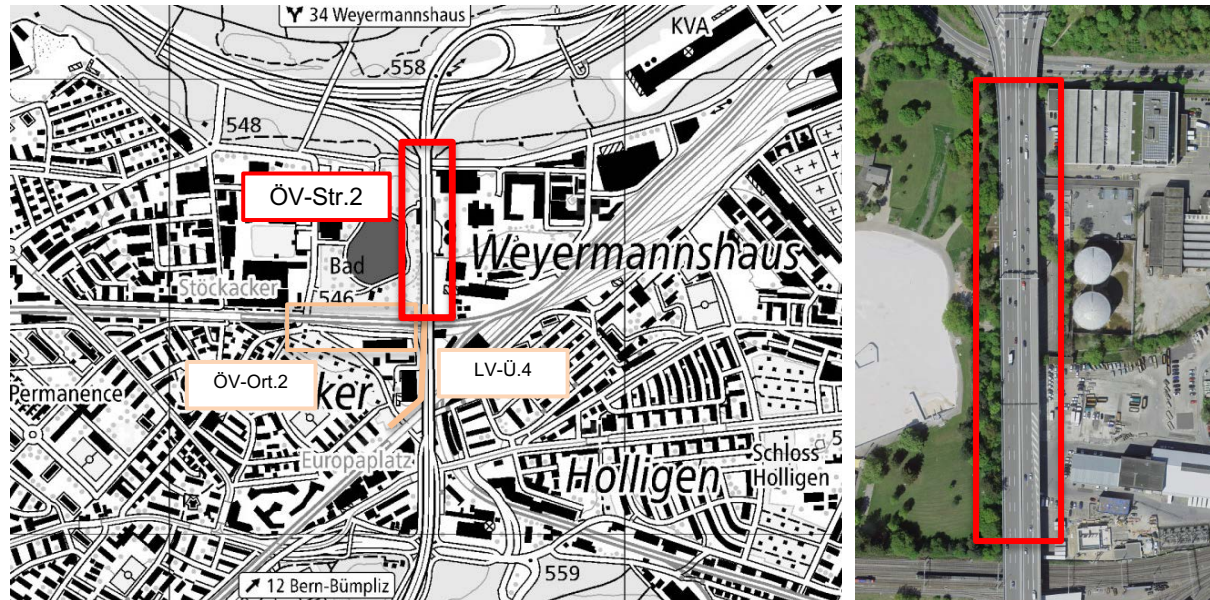 34 Weyermannshaus
KVA
558
548
ÖV-Str.2
Weyermannshaus
Bad
Stöckacker
546
ÖV-Ort.2
LV-Ü.4
Permanence
Europaplatz
Holligen
Schloss
Holligen
559
12 Bern-Bümpliz